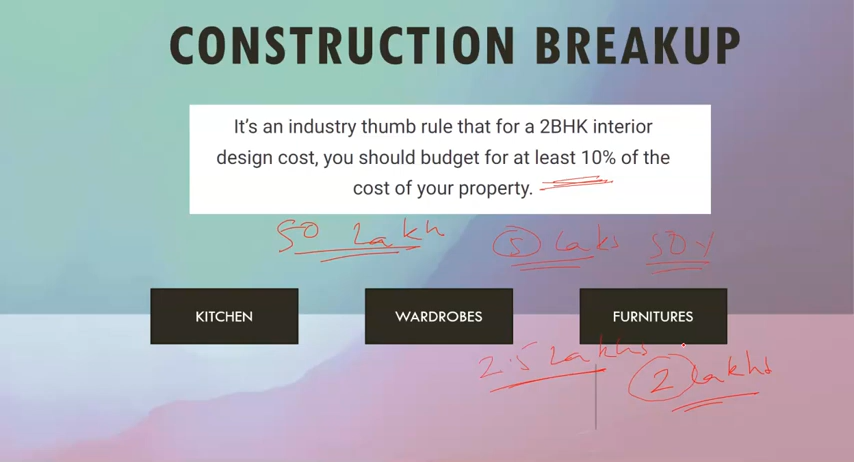 CONSTRUCTION BREAKUP
It's an industry thumb rule that for a 2BHK interior
design cost, you should budget for at least 10% of the
cost of your property.
50 Lakh
5 Laks
KITCHEN
WARDROBES
FURNITURES
2.5 Lakhs
2 Lakhs